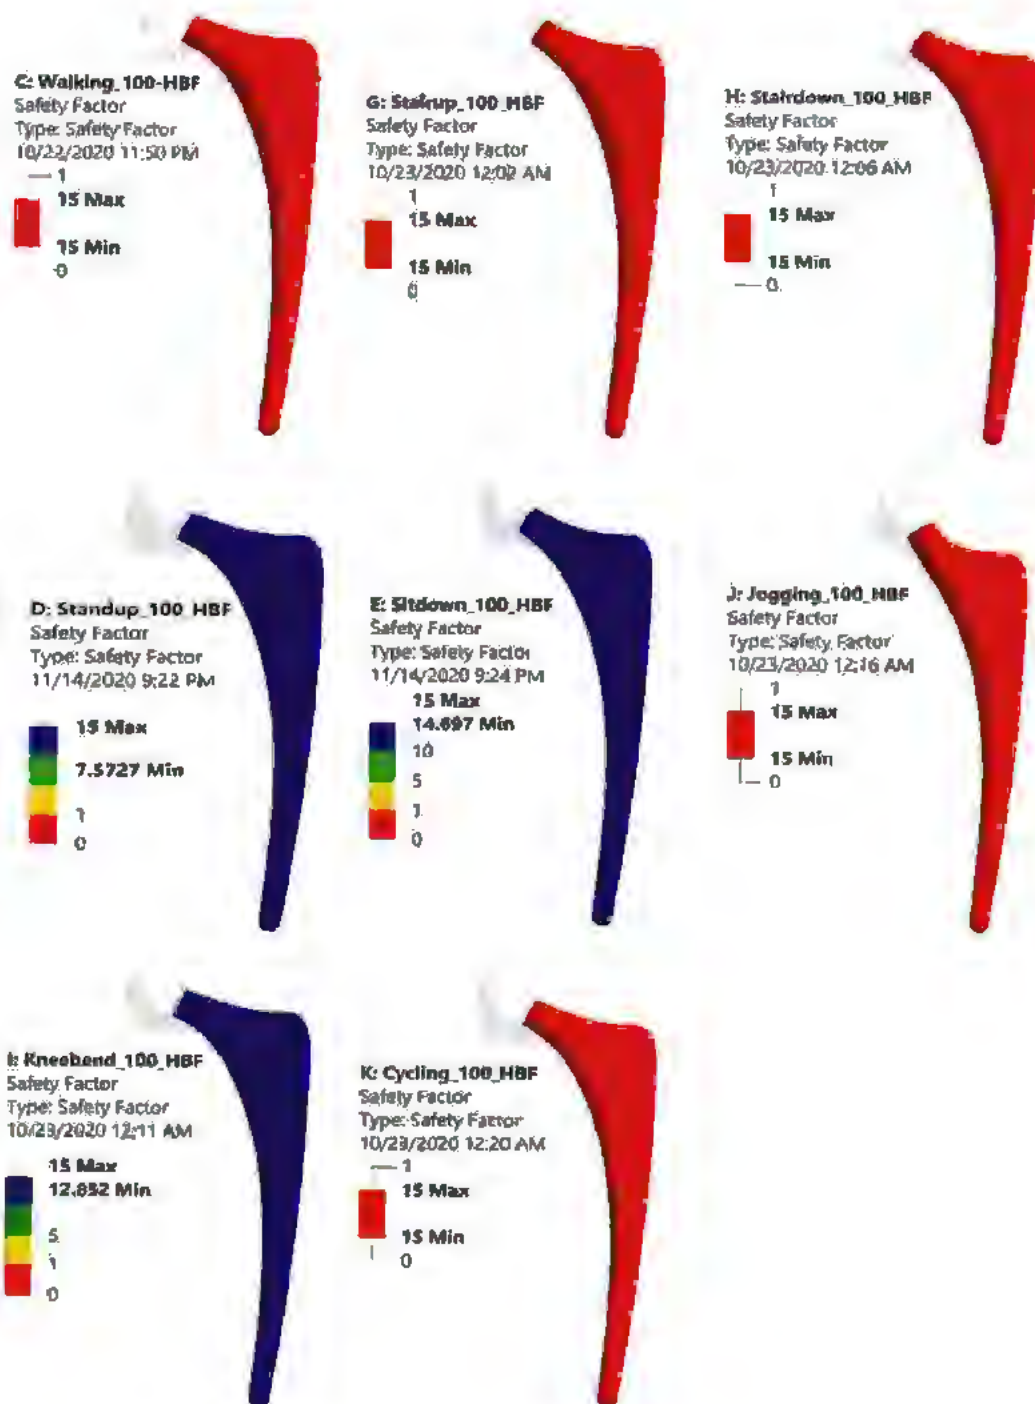 C: Walking_100-HBF
Safety Factor
Type: Safety Factor
10/22/2020 11:50 PM
1
15 Max
15 Min
0
G: Stairup_100_HBF
Safety Factor
Type: Safety Factor
10/23/2020 12:02 AM
1
15 Max
15 Min
0
H: Stairdown_100_HBF
Safety Factor
Type: Safety Factor
10/23/2020 12:06 AM
1
15 Max
15 Min
0
D: Standup_100_HBF
Safety Factor
Type: Safety Factor
11/14/2020 9:22 PM
15 Max
7.5727 Min
1
0
E: Sitdown_100_HBF
Safety Factor
Type: Safety Factor
11/14/2020 9:24 PM
15 Max
14.697 Min
10
5
1
0
J: Jogging_100_HBF
Safety Factor
Type: Safety Factor
10/23/2020 12:16 AM
1
15 Max
15 Min
0
I: Kneebend_100_HBF
Safety Factor
Type: Safety Factor
10/23/2020 12:11 AM
15 Max
12.852 Min
5
1
0
K: Cycling_100_HBF
Safety Factor
Type: Safety Factor
10/23/2020 12:20 AM
1
15 Max
15 Min
0